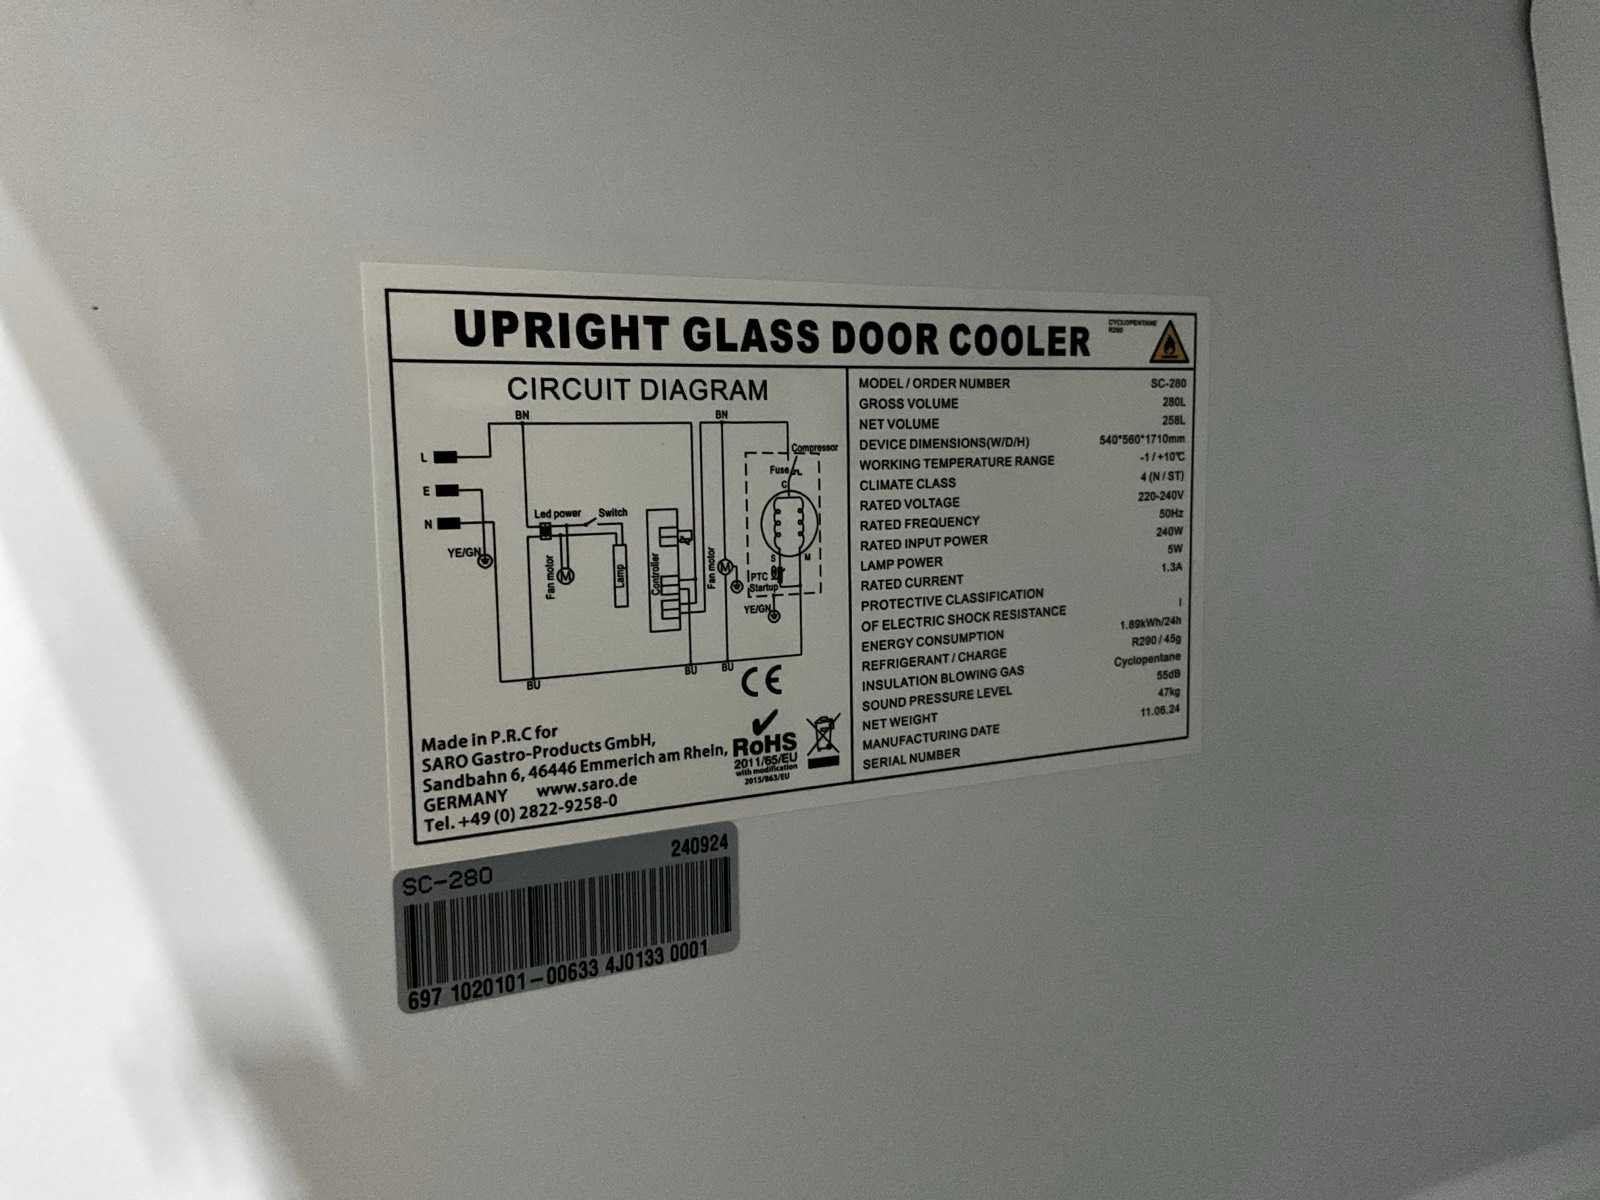 UPRIGHT GLASS DOOR COOLER
CYCLOPENTANE
R290
CIRCUIT DIAGRAM
BN
BN
L
E
N
YE/GN
Led power
Switch
Fan motor
M
Lamp
Controller
Fan motor
M
Compressor
Fuse
C
S
M
PTC
Startup
YE/GN
BU
BU
BU
CE
Made in P.R.C for
SARO Gastro-Products GmbH,
Sandbahn 6, 46446 Emmerich am Rhein,
GERMANY www.saro.de
Tel. +49 (0) 2822-9258-0
RoHS
2011/65/EU
with modification
2015/863/EU
MODEL / ORDER NUMBER SC-280
GROSS VOLUME 280L
NET VOLUME 258L
DEVICE DIMENSIONS(W/D/H) 540*560*1710mm
WORKING TEMPERATURE RANGE -1 / +10℃
CLIMATE CLASS 4 (N / ST)
RATED VOLTAGE 220-240V
RATED FREQUENCY 50Hz
RATED INPUT POWER 240W
LAMP POWER 5W
RATED CURRENT 1.3A
PROTECTIVE CLASSIFICATION
OF ELECTRIC SHOCK RESISTANCE I
ENERGY CONSUMPTION 1.89kWh/24h
REFRIGERANT / CHARGE R290 / 45g
INSULATION BLOWING GAS Cyclopentane
SOUND PRESSURE LEVEL 55dB
NET WEIGHT 47kg
MANUFACTURING DATE 11.06.24
SERIAL NUMBER
240924
SC-280
697 1020101-00633 4J0133 0001